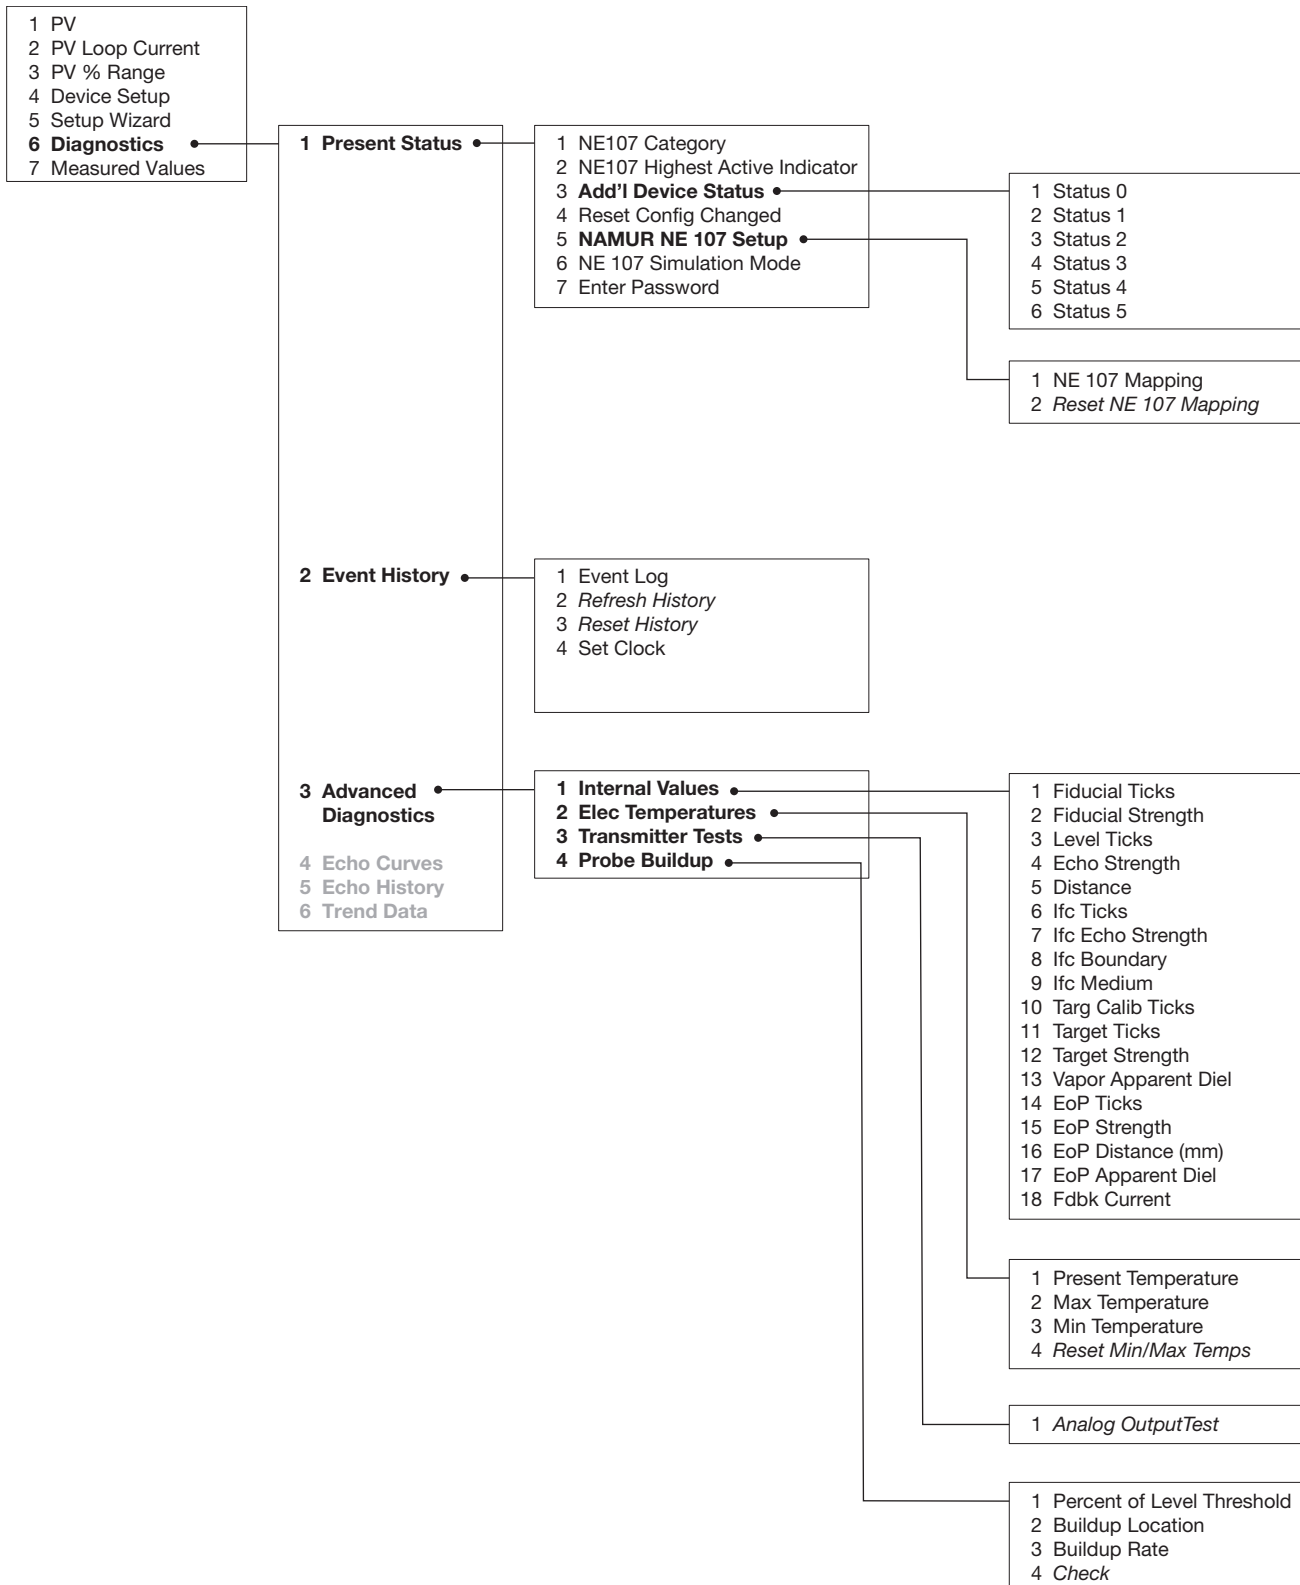 1 PV
2 PV Loop Current
3 PV % Range
4 Device Setup
5 Setup Wizard
6 Diagnostics
7 Measured Values
1 Present Status
1 NE107 Category
2 NE107 Highest Active Indicator
3 Add’l Device Status
4 Reset Config Changed
5 NAMUR NE 107 Setup
6 NE 107 Simulation Mode
7 Enter Password
1 Status 0
2 Status 1
3 Status 2
4 Status 3
5 Status 4
6 Status 5
1 NE 107 Mapping
2 Reset NE 107 Mapping
2 Event History
1 Event Log
2 Refresh History
3 Reset History
4 Set Clock
3 Advanced
Diagnostics
4 Echo Curves
5 Echo History
6 Trend Data
1 Internal Values
2 Elec Temperatures
3 Transmitter Tests
4 Probe Buildup
1 Fiducial Ticks
2 Fiducial Strength
3 Level Ticks
4 Echo Strength
5 Distance
6 Ifc Ticks
7 Ifc Echo Strength
8 Ifc Boundary
9 Ifc Medium
10 Targ Calib Ticks
11 Target Ticks
12 Target Strength
13 Vapor Apparent Diel
14 EoP Ticks
15 EoP Strength
16 EoP Distance (mm)
17 EoP Apparent Diel
18 Fdbk Current
1 Present Temperature
2 Max Temperature
3 Min Temperature
4 Reset Min/Max Temps
1 Analog OutputTest
1 Percent of Level Threshold
2 Buildup Location
3 Buildup Rate
4 Check